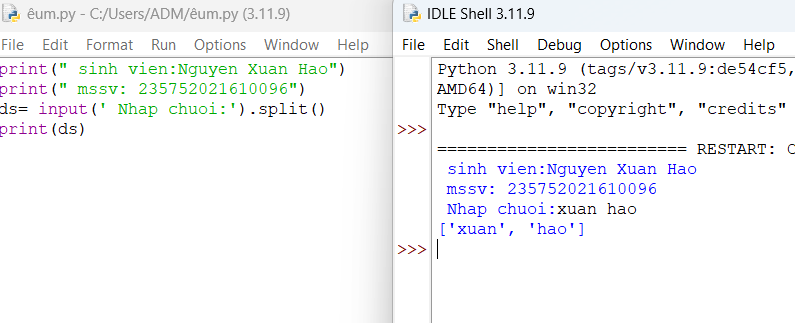 êum.py - C:/Users/ADM/êum.py (3.11.9)
File Edit Format Run Options Window Help
print(" sinh vien:Nguyen Xuan Hao")
print(" mssv: 235752021610096")
ds= input(' Nhap chuoi:').split()
print(ds)
IDLE Shell 3.11.9
File Edit Shell Debug Options Window Help
Python 3.11.9 (tags/v3.11.9:de54cf5,
AMD64)] on win32
Type "help", "copyright", "credits"
>>>
========================= RESTART: C
sinh vien:Nguyen Xuan Hao
mssv: 235752021610096
Nhap chuoi:xuan hao
['xuan', 'hao']
>>>